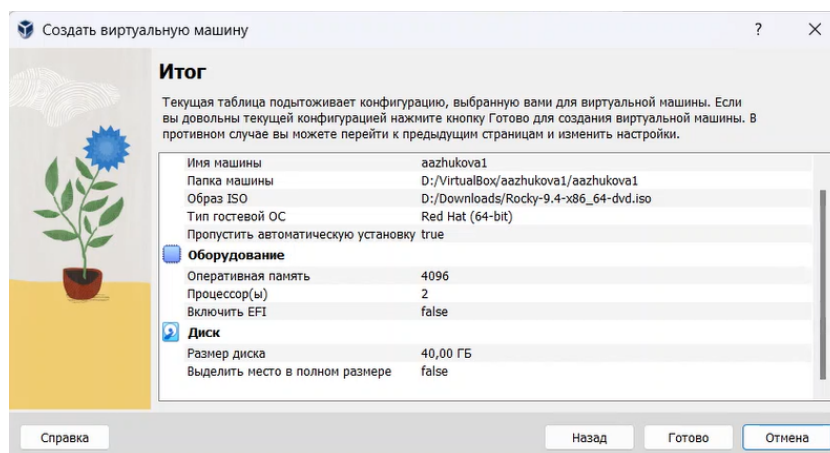 Создать виртуальную машину
?
Итог
Текущая таблица подытоживает конфигурацию, выбранную вами для виртуальной машины. Если
вы довольны текущей конфигурацией нажмите кнопку Готово для создания виртуальной машины. В
противном случае вы можете перейти к предыдущим страницам и изменить настройки.
Имя машины aazhukova1
Папка машины D:/VirtualBox/aazhukova1/aazhukova1
Образ ISO D:/Downloads/Rocky-9.4-x86_64-dvd.iso
Тип гостевой ОС Red Hat (64-bit)
Пропустить автоматическую установку true
Оборудование
Оперативная память 4096
Процессор(ы) 2
Включить EFI false
Диск
Размер диска 40,00 ГБ
Выделить место в полном размере false
Справка Назад Готово Отмена